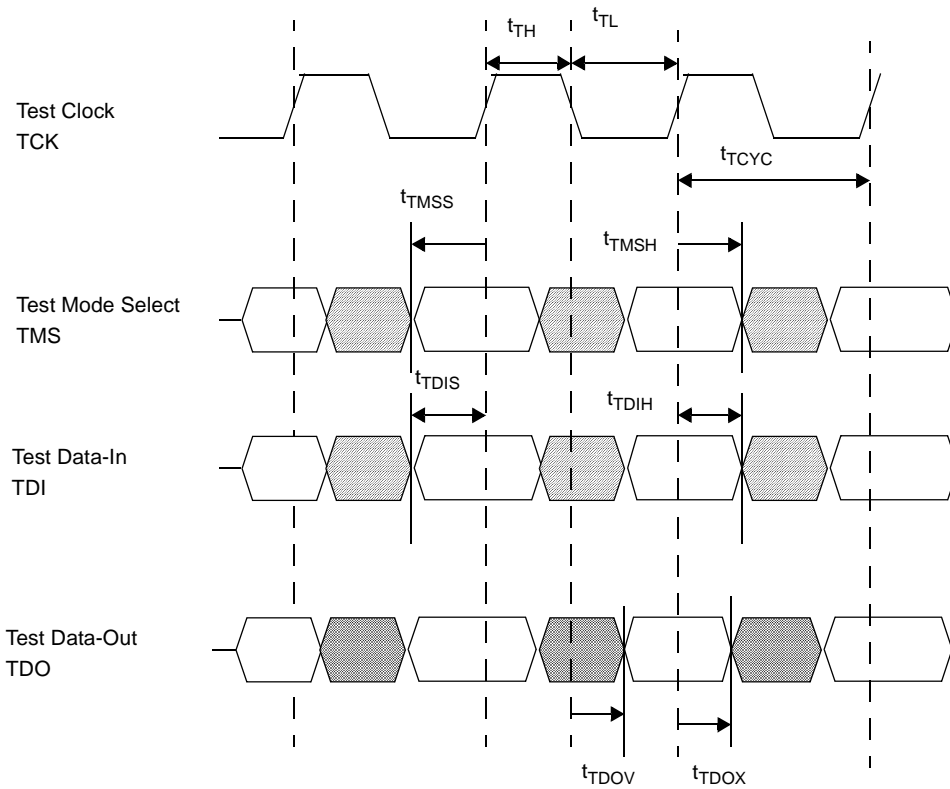 tTH
tTL
Test Clock
TCK
tTCYC
tTMSS
tTMSH
Test Mode Select
TMS
tTDIS
tTDIH
Test Data-In
TDI
Test Data-Out
TDO
tTDOV
tTDOX